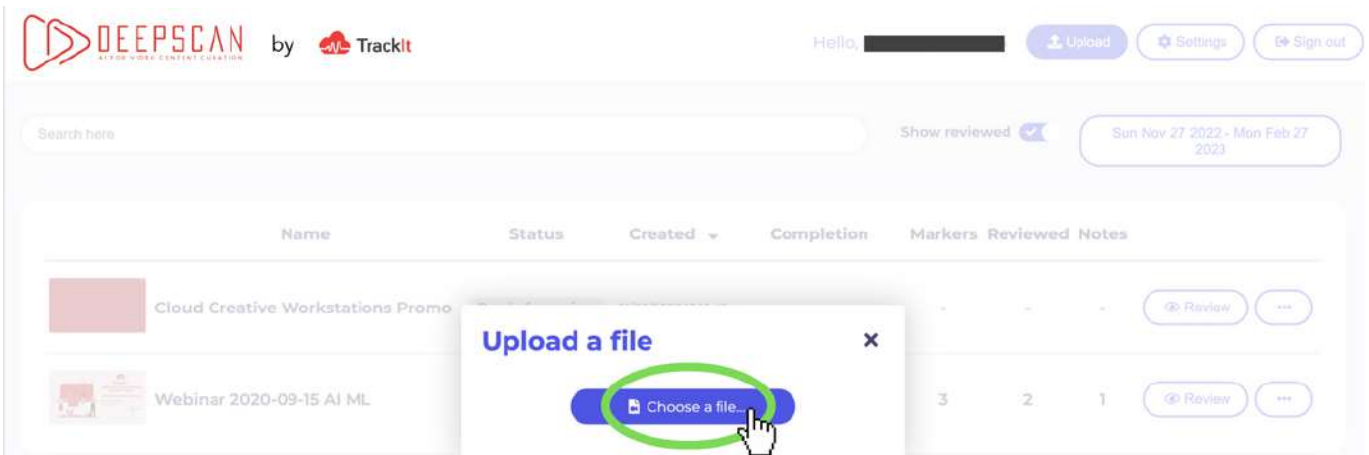 DEEPSCAN by TrackIt Hello, Upload Settings Sign out
AI FOR VIDEO CONTENT CURATION
Search here Show reviewed Sun Nov 27 2022 - Mon Feb 27
2023
Name Status Created Completion Markers Reviewed Notes
Cloud Creative Workstations Promo - - - Review ...
Upload a file
Webinar 2020-09-15 AI ML 3 2 1 Review ...
Choose a file...